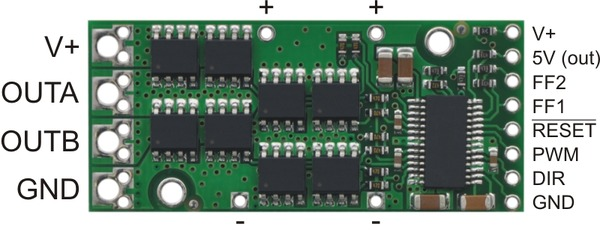 + +
V+
OUTA
OUTB
GND
V+
5V (out)
FF2
FF1
RESET
PWM
DIR
GND
- -